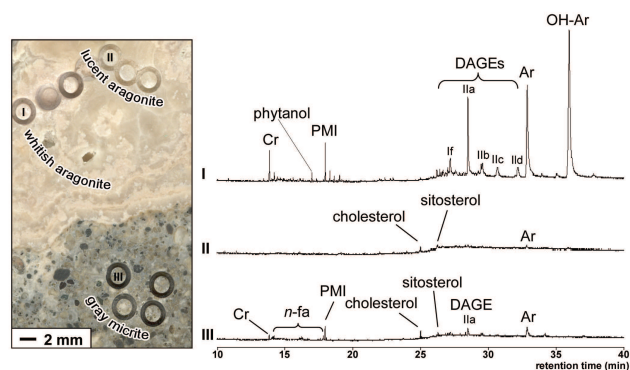 II
lucent aragonite
I
whitish aragonite
III
gray micrite
2 mm
OH-Ar
DAGEs
Ar
IIa
phytanol
PMI
Cr
If
IIb
IIc
IId
I
cholesterol
sitosterol
Ar
II
Cr
n-fa
PMI
cholesterol
sitosterol
DAGE
IIa
Ar
III
10 15 20 25 30 35 40
retention time (min)